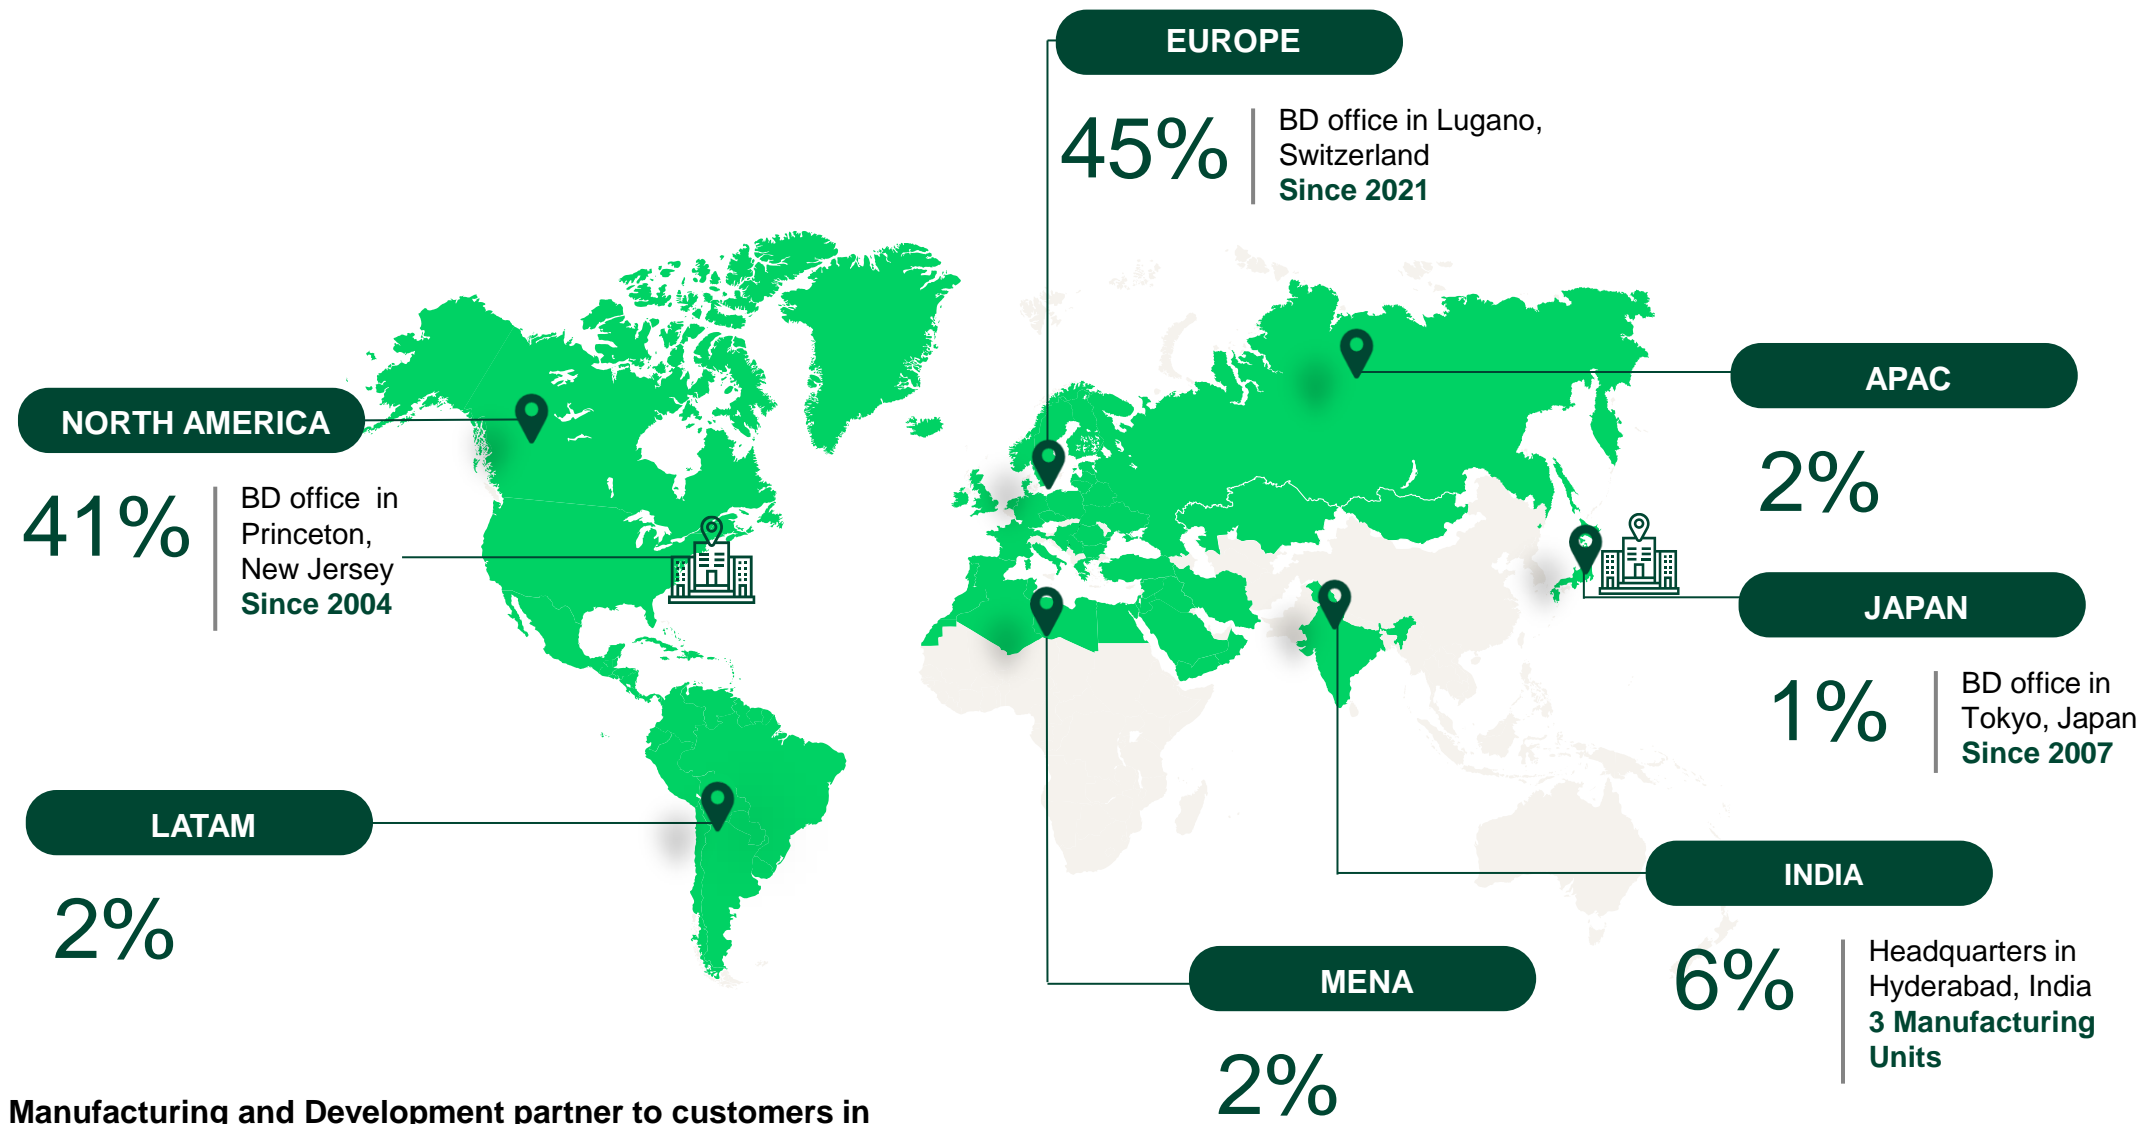 EUROPE
45%
BD office in Lugano,
Switzerland
Since 2021
NORTH AMERICA
41%
BD office in
Princeton,
New Jersey
Since 2004
APAC
2%
JAPAN
1%
BD office in
Tokyo, Japan
Since 2007
LATAM
2%
INDIA
6%
Headquarters in
Hyderabad, India
3 Manufacturing
Units
MENA
2%
Manufacturing and Development partner to customers in